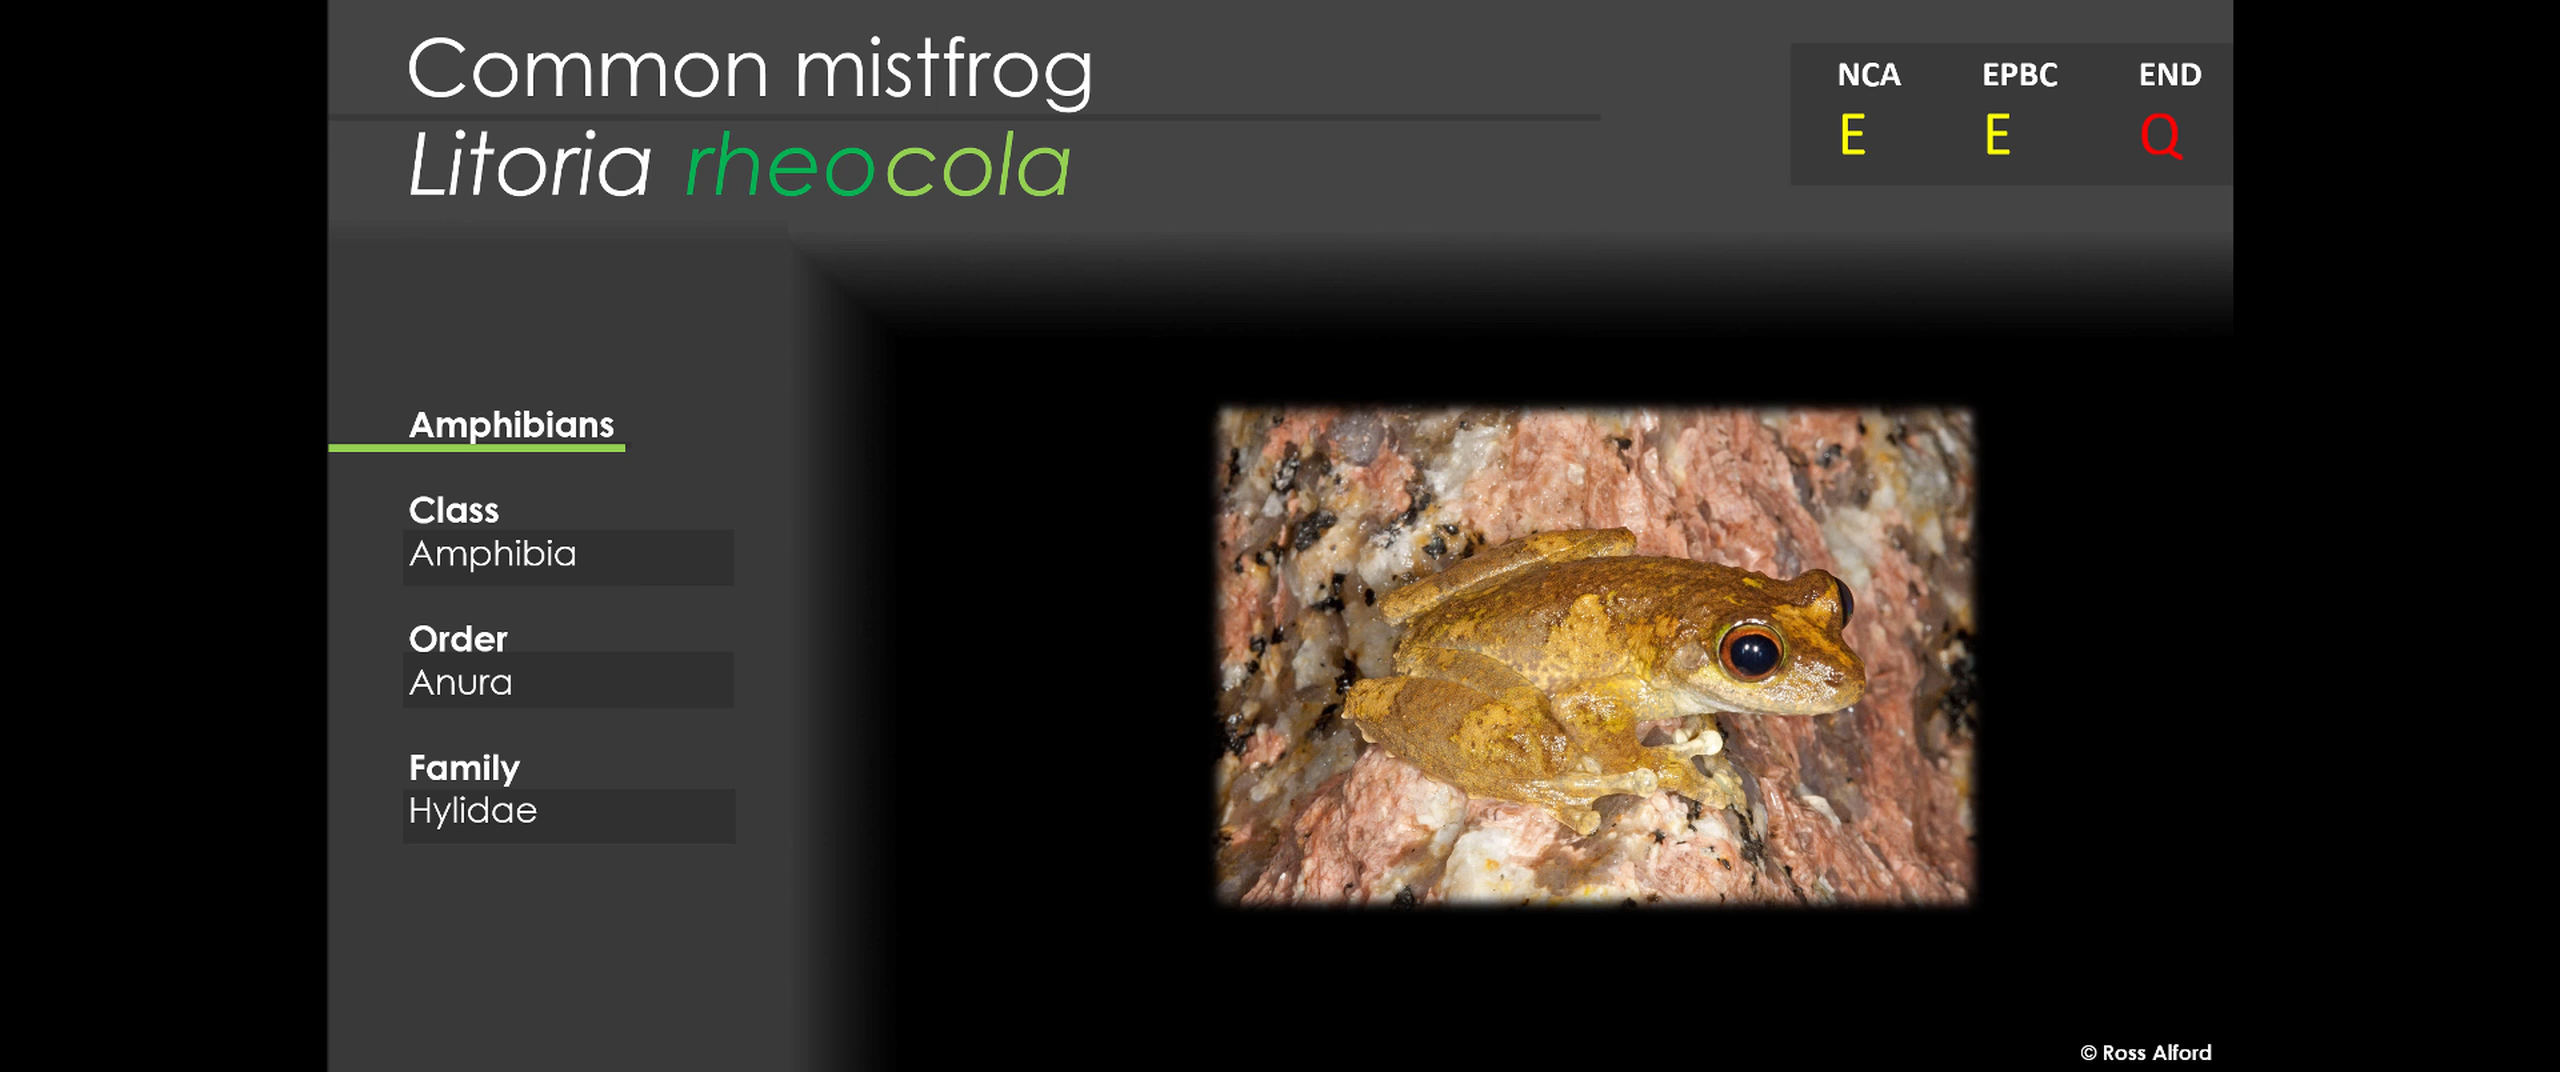 Common mistfrog
Litoria rheocola
NCA EPBC END
E E Q
Amphibians
Class
Amphibia
Order
Anura
Family
Hylidae
© Ross Alford